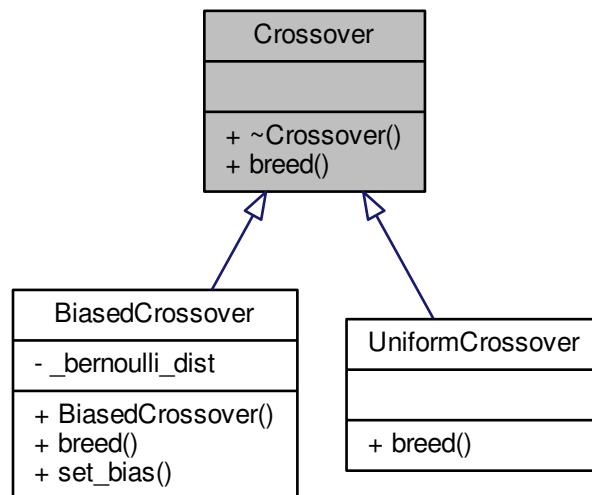 Crossover
+ ~Crossover()
+ breed()
BiasedCrossover
- _bernoulli_dist
+ BiasedCrossover()
+ breed()
+ set_bias()
UniformCrossover
+ breed()